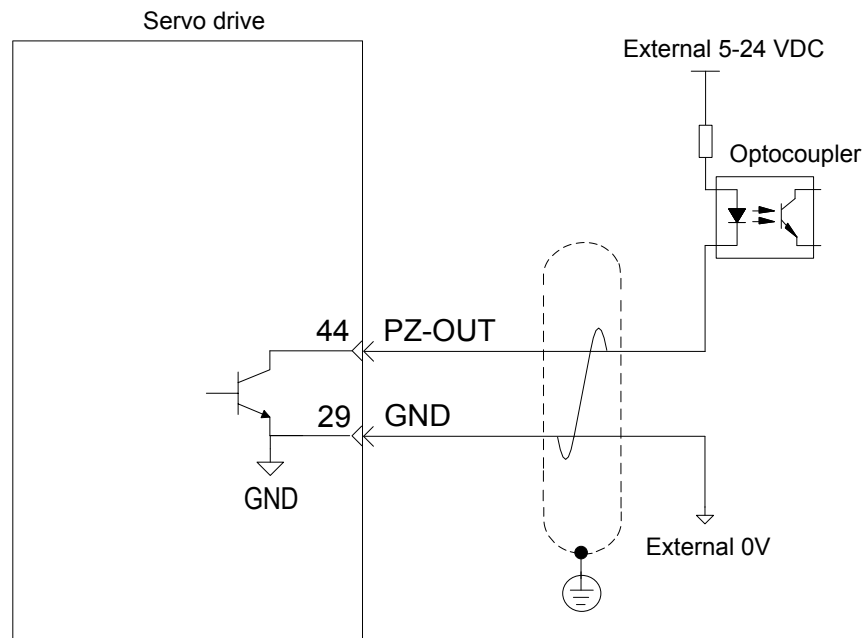 Servo drive
External 5-24 VDC
Optocoupler
44 PZ-OUT
29 GND
GND
External 0V